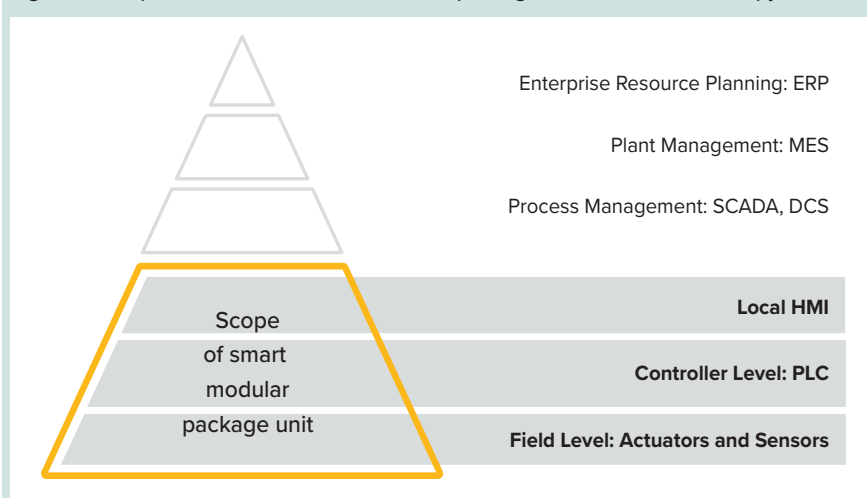 Enterprise Resource Planning: ERP
Plant Management: MES
Process Management: SCADA, DCS
Local HMI
Controller Level: PLC
Field Level: Actuators and Sensors
Scope
of smart
modular
package unit